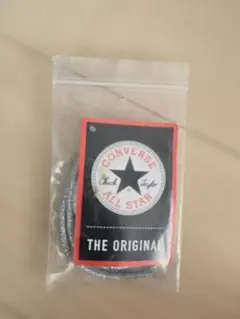 CONVERSE
Chuck Taylor
ALL STAR
THE ORIGINAL